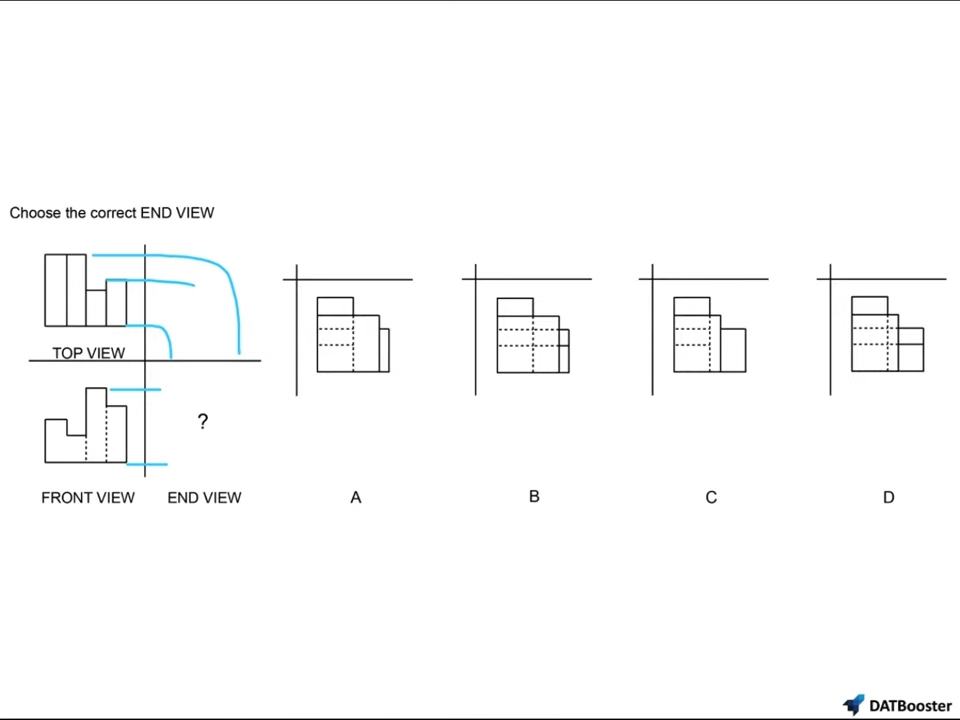 Choose the correct END VIEW
TOP VIEW
?
FRONT VIEW
END VIEW
A
B
C
D
DATBooster